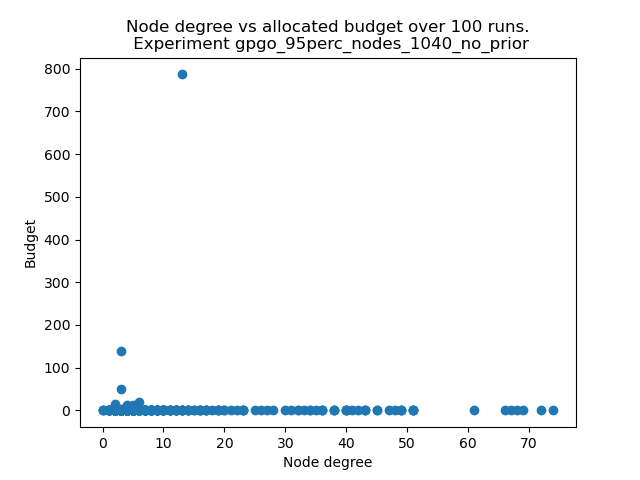 Node degree vs allocated budget over 100 runs.
Experiment gpgo_95perc_nodes_1040_no_prior
800
700
600
500
400
300
200
100
0
Budget
0 10 20 30 40 50 60 70
Node degree